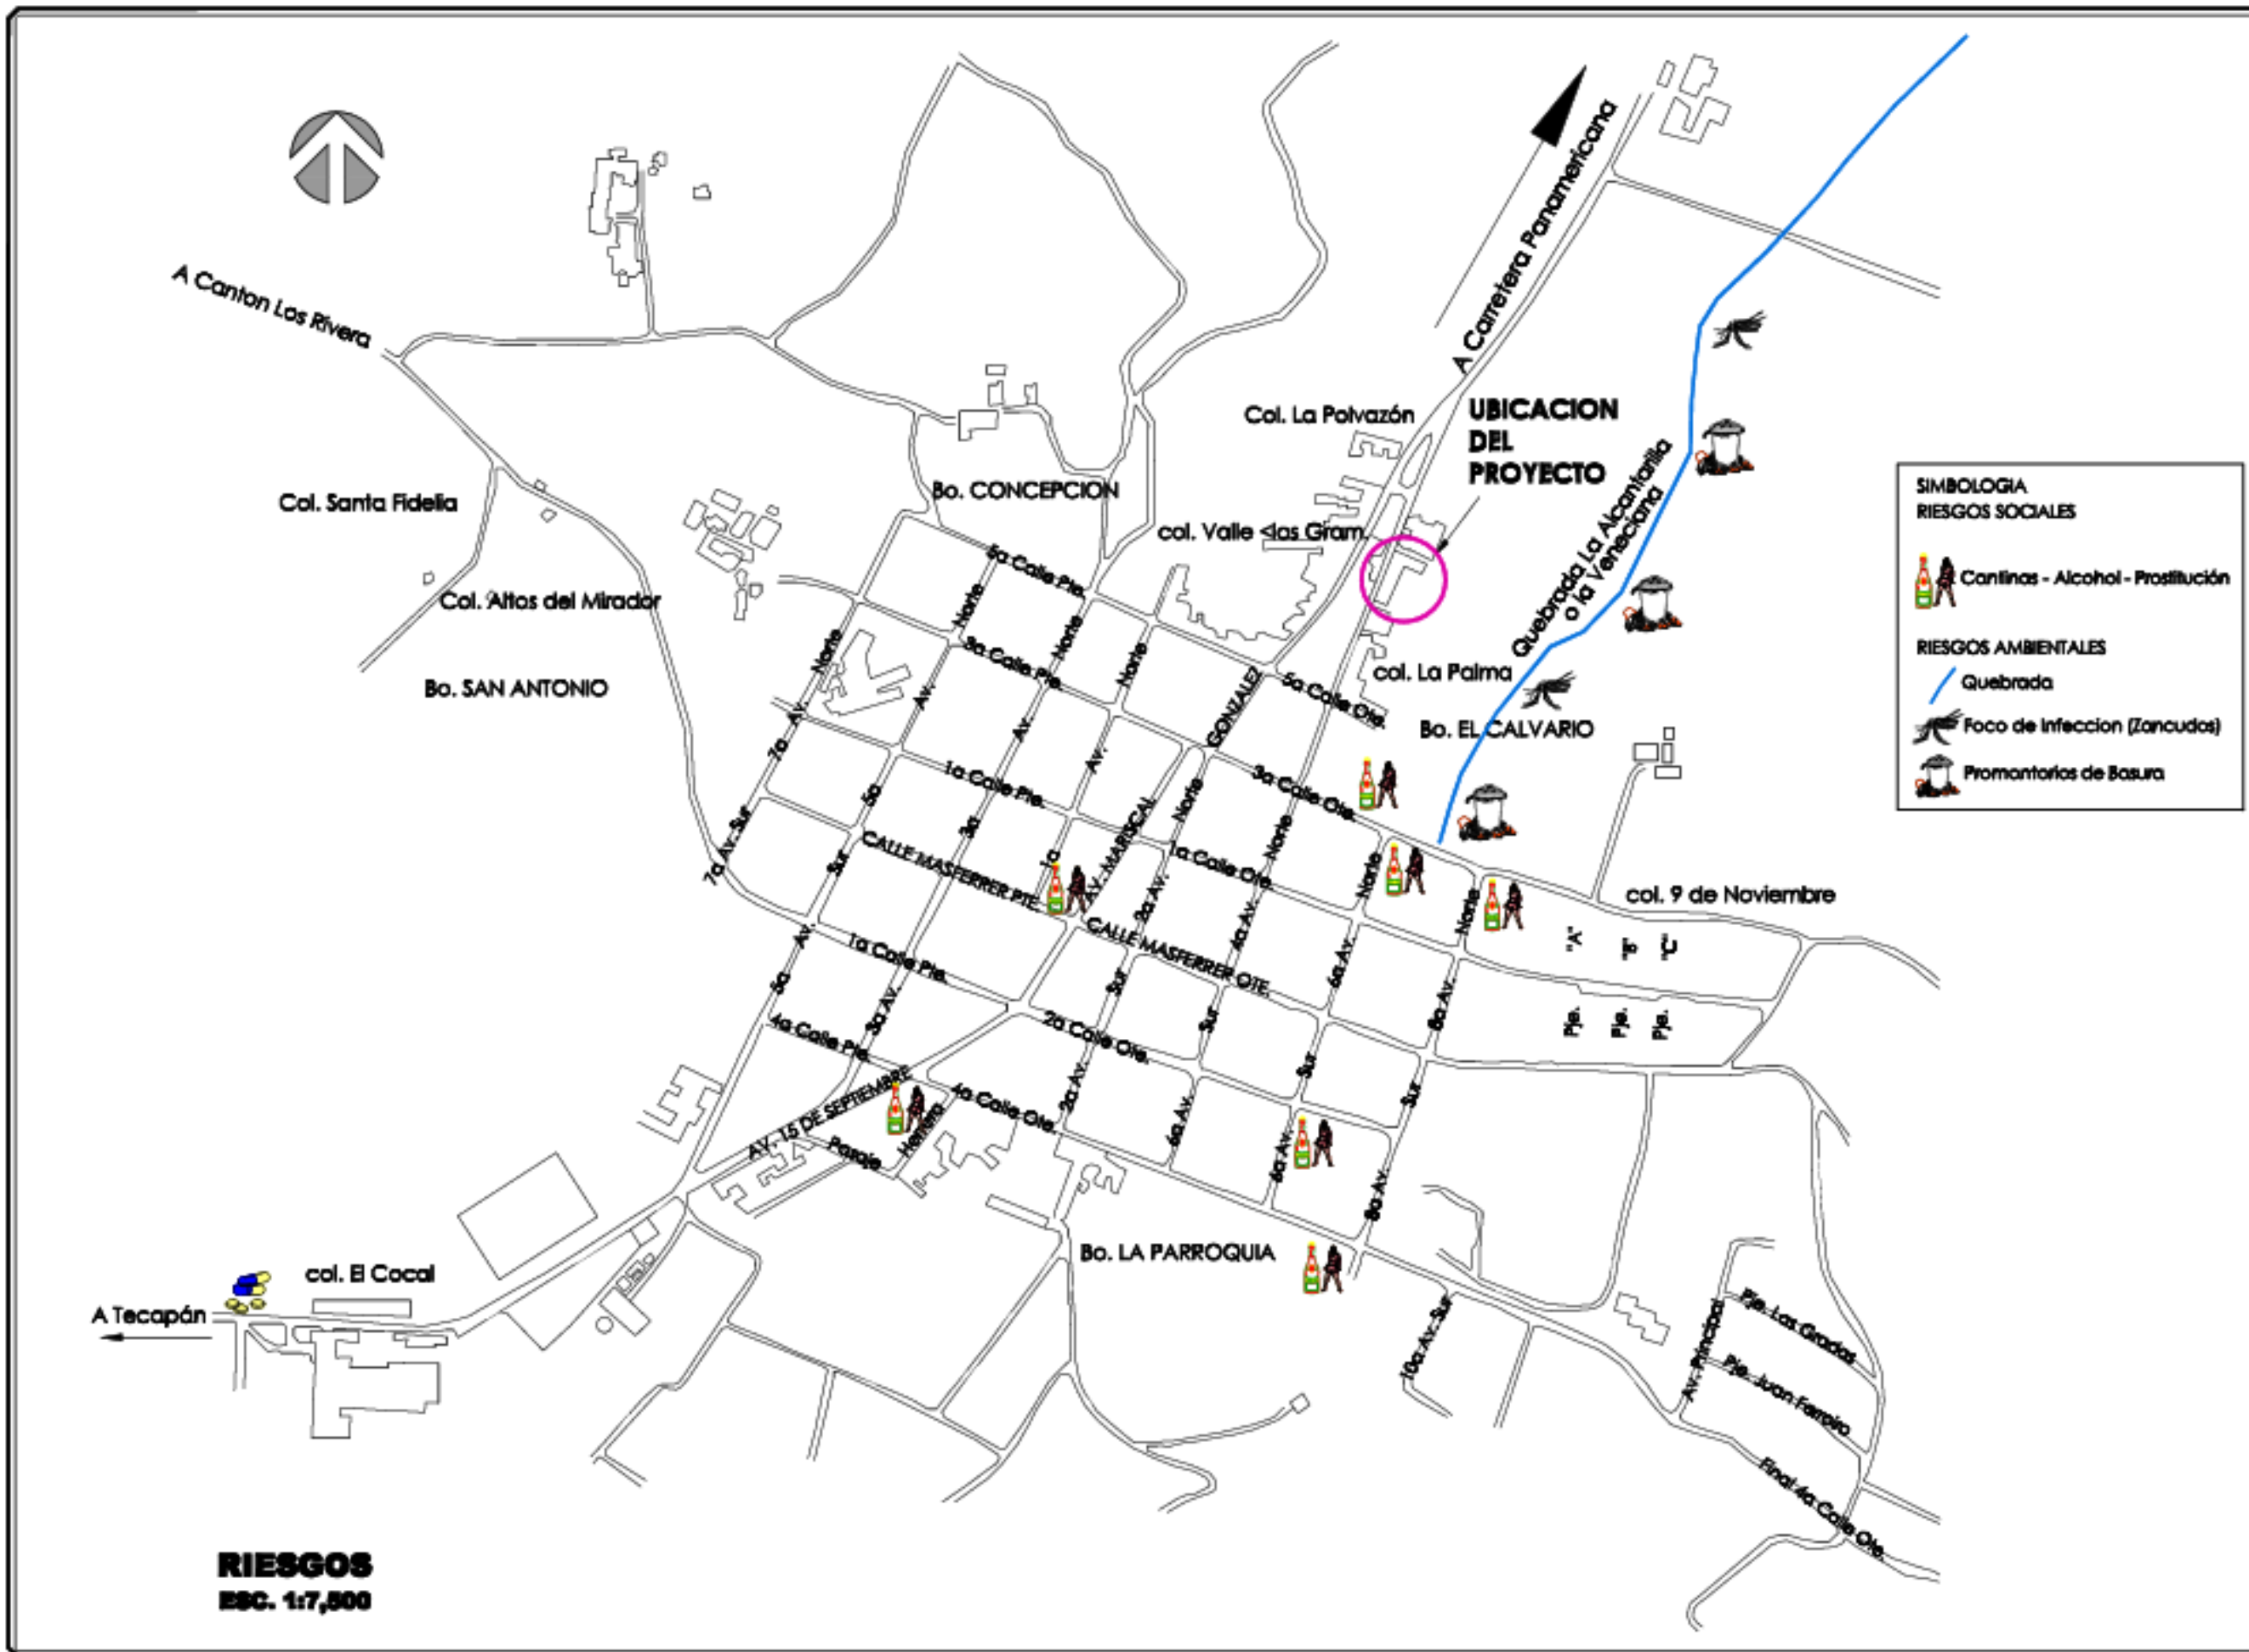 A Carretera Panamericana
A Canton Los Rivera
Col. La Polvazón
UBICACION
DEL
PROYECTO
Quebrada La Alcantarilla
o la Veneciana
Col. Santa Fidelia
Bo. CONCEPCION
col. Valle <los Gram.
SIMBOLOGIA
RIESGOS SOCIALES
Cantinas - Alcohol - Prostitución
RIESGOS AMBIENTALES
Quebrada
Foco de Infeccion (Zancudos)
Promontorios de Basura
Col. Altos del Mirador
5a Calle Pte.
Norte
Norte
Norte
Norte
3a Calle Pte.
col. La Palma
Bo. SAN ANTONIO
5a Calle Ote.
GONZALEZ
Bo. EL CALVARIO
7a Av.
Av.
Av.
Av.
1a Calle Pte.
3a Calle Ote.
5a
3a
1a
AV. MARISCAL
Norte
Norte
Norte
Norte
7a Av. Sur
Sur
CALLE MASFERRER PTE.
1a Calle Ote.
2a Av.
4a Av.
6a Av.
8a Av.
col. 9 de Noviembre
"A"
"B"
"C"
Pje.
Pje.
Pje.
CALLE MASFERRER OTE.
5a Av.
1a Calle Pte.
3a Av.
Sur
Sur
Sur
Sur
4a Calle Pte.
2a Calle Ote.
AV. 15 DE SEPTIEMBRE
4a Calle Ote.
2a Av.
6a Av.
6a Av.
8a Av.
Pasaje
Herrera
Bo. LA PARROQUIA
col. El Cocal
A Tecapán
10a Av. Sur
Av. Principal
Pje. Las Gradas
Pje. Juan Farreiro
Final 4a Calle Ote.
RIESGOS
ESC. 1:7,500